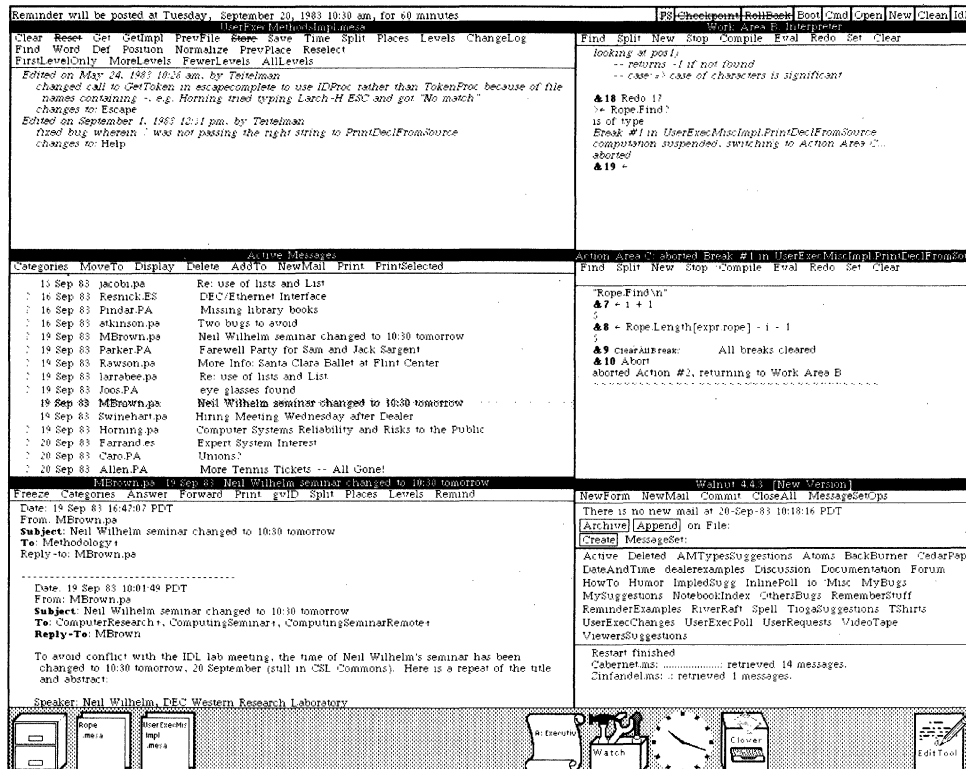 Reminder will be posted at Tuesday, September 20, 1983 10:30 am, for 60 minutes
PS Checkpoint RollBack Boot Cmd Open New Clean Idl
UserExecMethodsImpl.mesa
Clear Reset Get GetImpl PrevFile Store Save Time Split Places Levels ChangeLog
Find Word Def Position Normalize PrevPlace Reselect
FirstLevelOnly MoreLevels FewerLevels AllLevels
Edited on May 24, 1983 10:26 am, by Teitelman
changed call to GetToken in escapecomplete to use IDProc rather than TokenProc because of file
names containing -. e.g. Horning tried typing Larch-H ESC and got "No match"
changes to: Escape
Edited on September 1, 1983 12:31 pm, by Teitelman
fixed bug wherein ? was not passing the right string to PrintDeclFromSource
changes to: Help
Work Area B: Interpreter
Find Split New Stop Compile Eval Redo Set Clear
looking at pos1;
-- returns -1 if not found
-- case => case of characters is significant
&18 Redo 17
>← Rope.Find?
is of type
Break #1 in UserExecMiscImpl.PrintDeclFromSource
computation suspended, switching to Action Area C...
aborted
&19 ←
Active Messages
Categories MoveTo Display Delete AddTo NewMail Print PrintSelected
15 Sep 83 jacobi.pa Re: use of lists and List
? 16 Sep 83 Resnick.ES DEC/Ethernet Interface
? 16 Sep 83 Pindar.PA Missing library books
? 16 Sep 83 atkinson.pa Two bugs to avoid
? 19 Sep 83 MBrown.pa Neil Wilhelm seminar changed to 10:30 tomorrow
? 19 Sep 83 Parker.PA Farewell Party for Sam and Jack Sargent
? 19 Sep 83 Rawson.pa More Info: Santa Clara Ballet at Flint Center
? 19 Sep 83 larrabee.pa Re: use of lists and List
? 19 Sep 83 Joos.PA eye glasses found
19 Sep 83 MBrown.pa Neil Wilhelm seminar changed to 10:30 tomorrow
19 Sep 83 Swinehart.pa Hiring Meeting Wednesday after Dealer
? 19 Sep 83 Horning.pa Computer Systems Reliability and Risks to the Public
? 20 Sep 83 Farrand.es Expert System Interest
? 20 Sep 83 Caro.PA Unions?
? 20 Sep 83 Allen.PA More Tennis Tickets -- All Gone!
Action Area C: aborted Break #1 in UserExecMiscImpl.PrintDeclFromSou
Find Split New Stop Compile Eval Redo Set Clear
"Rope.Find\n"
&7 ← i + 1
5
&8 ← Rope.Length[expr.rope] - i - 1
5
&9 ClearAllBreaks All breaks cleared
&10 Abort
aborted Action #2, returning to Work Area B
MBrown.pa 19 Sep 83 Neil Wilhelm seminar changed to 10:30 tomorrow
Freeze Categories Answer Forward Print gvID Split Places Levels Remind
Date: 19 Sep 83 16:47:07 PDT
From: MBrown.pa
Subject: Neil Wilhelm seminar changed to 10:30 tomorrow
To: Methodology↑
Reply-to: MBrown.pa
----------------------------------------
Date: 19 Sep 83 10:01:49 PDT
From: MBrown.pa
Subject: Neil Wilhelm seminar changed to 10:30 tomorrow
To: ComputerResearch↑, ComputingSeminar↑, ComputingSeminarRemote↑
Reply-To: MBrown
To avoid conflict with the IDL lab meeting, the time of Neil Wilhelm's seminar has been
changed to 10:30 tomorrow, 20 September (still in CSL Commons). Here is a repeat of the title
and abstract:
Speaker: Neil Wilhelm, DEC Western Research Laboratory
Walnut 4.4.3 [New Version]
NewForm NewMail Commit CloseAll MessageSetOps
There is no new mail at 20-Sep-83 10:18:16 PDT
Archive Append on File:
Create MessageSet:
Active Deleted AMTypesSuggestions Atoms BackBurner CedarPap
DateAndTime dealerexamples Discussion Documentation Forum
HowTo Humor ImpledSugg InlinePoll io Misc MyBugs
MySuggestions NotebookIndex OthersBugs RememberStuff
ReminderExamples RiverRaft Spell TiogaSuggestions TShirts
UserExecChanges UserExecPoll UserRequests VideoTape
ViewersSuggestions
Restart finished
Cabernet.ms: ....................: retrieved 14 messages.
Zinfandel.ms: .: retrieved 1 messages.
Rope
.mesa
UserExecMis
Impl
.mesa
A: Executiv
Watch
Clover
EditTool